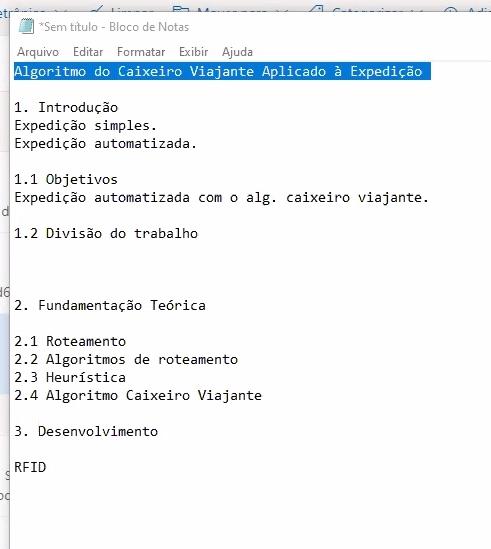 *Sem título - Bloco de Notas
Arquivo Editar Formatar Exibir Ajuda
Algoritmo do Caixeiro Viajante Aplicado à Expedição
1. Introdução
Expedição simples.
Expedição automatizada.
1.1 Objetivos
Expedição automatizada com o alg. caixeiro viajante.
1.2 Divisão do trabalho
2. Fundamentação Teórica
2.1 Roteamento
2.2 Algoritmos de roteamento
2.3 Heurística
2.4 Algoritmo Caixeiro Viajante
3. Desenvolvimento
RFID